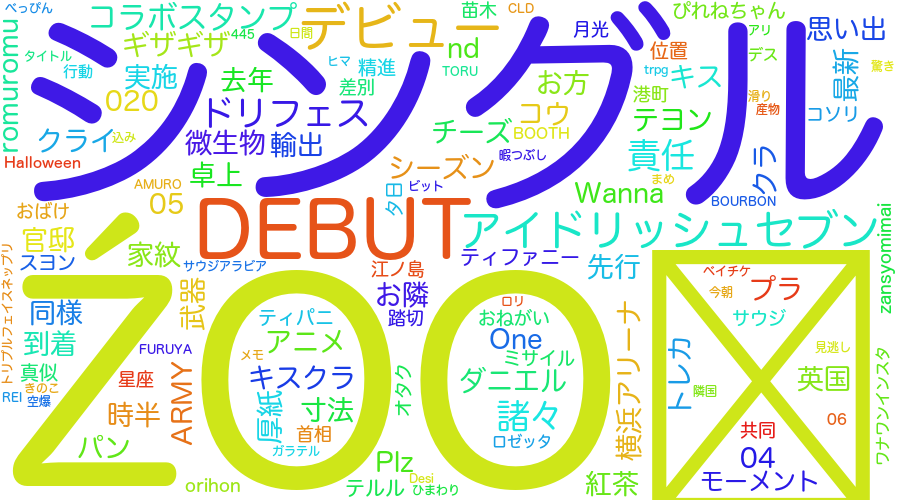 べっぴん
コラボスタンプ
445
日間
デビュー
苗木
CLD
月光
ぴれねちゃん
アリ
思い出
シングル
タイトル
行動
ギザギザ
実施
去年
ヒマ
精進
差別
nd
TORU
お方
位置
trpg
キス
港町
デス
滑り
産物
最新
コソリ
驚き
romuromu
020
クライ
込み
Halloween
ドリフェス
微生物
輸出
チーズ
コウ
BOOTH
暇つぶし
テヨン
責任
クラ
卓上
シーズン
AMURO
05
夕日
ピット
Wanna
まめ
BOURBON
おばけ
官邸
スヨン
家紋
サウジアラビア
DEBUT
アイドリッシュセブン
ティファニー
先行
zansyomimai
トリプルフェイスネップリ
同様
到着
真似
きのこ
REI
空爆
武器
FURUYA
星座
時半
ARMY
パン
orihon
ŹOOĻ
江ノ島
お隣
踏切
ティパニ
アニメ
メモ
キスクラ
厚紙
寸法
首相
ガラテル
オタク
ロリ
おねがい
One
ミサイル
ダニエル
諸々
ロゼッタ
横浜アリーナ
Plz
Desi
テルル
ひまわり
紅茶
ペイチケ
今朝
プラ
サウジ
トレカ
隣国
見逃し
英国
06
共同
04
モーメント
ワナワンインスタ